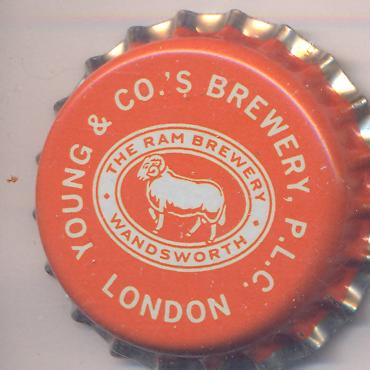 YOUNG & CO.'S BREWERY, P.L.C.
LONDON
THE RAM BREWERY
WANDSWORTH